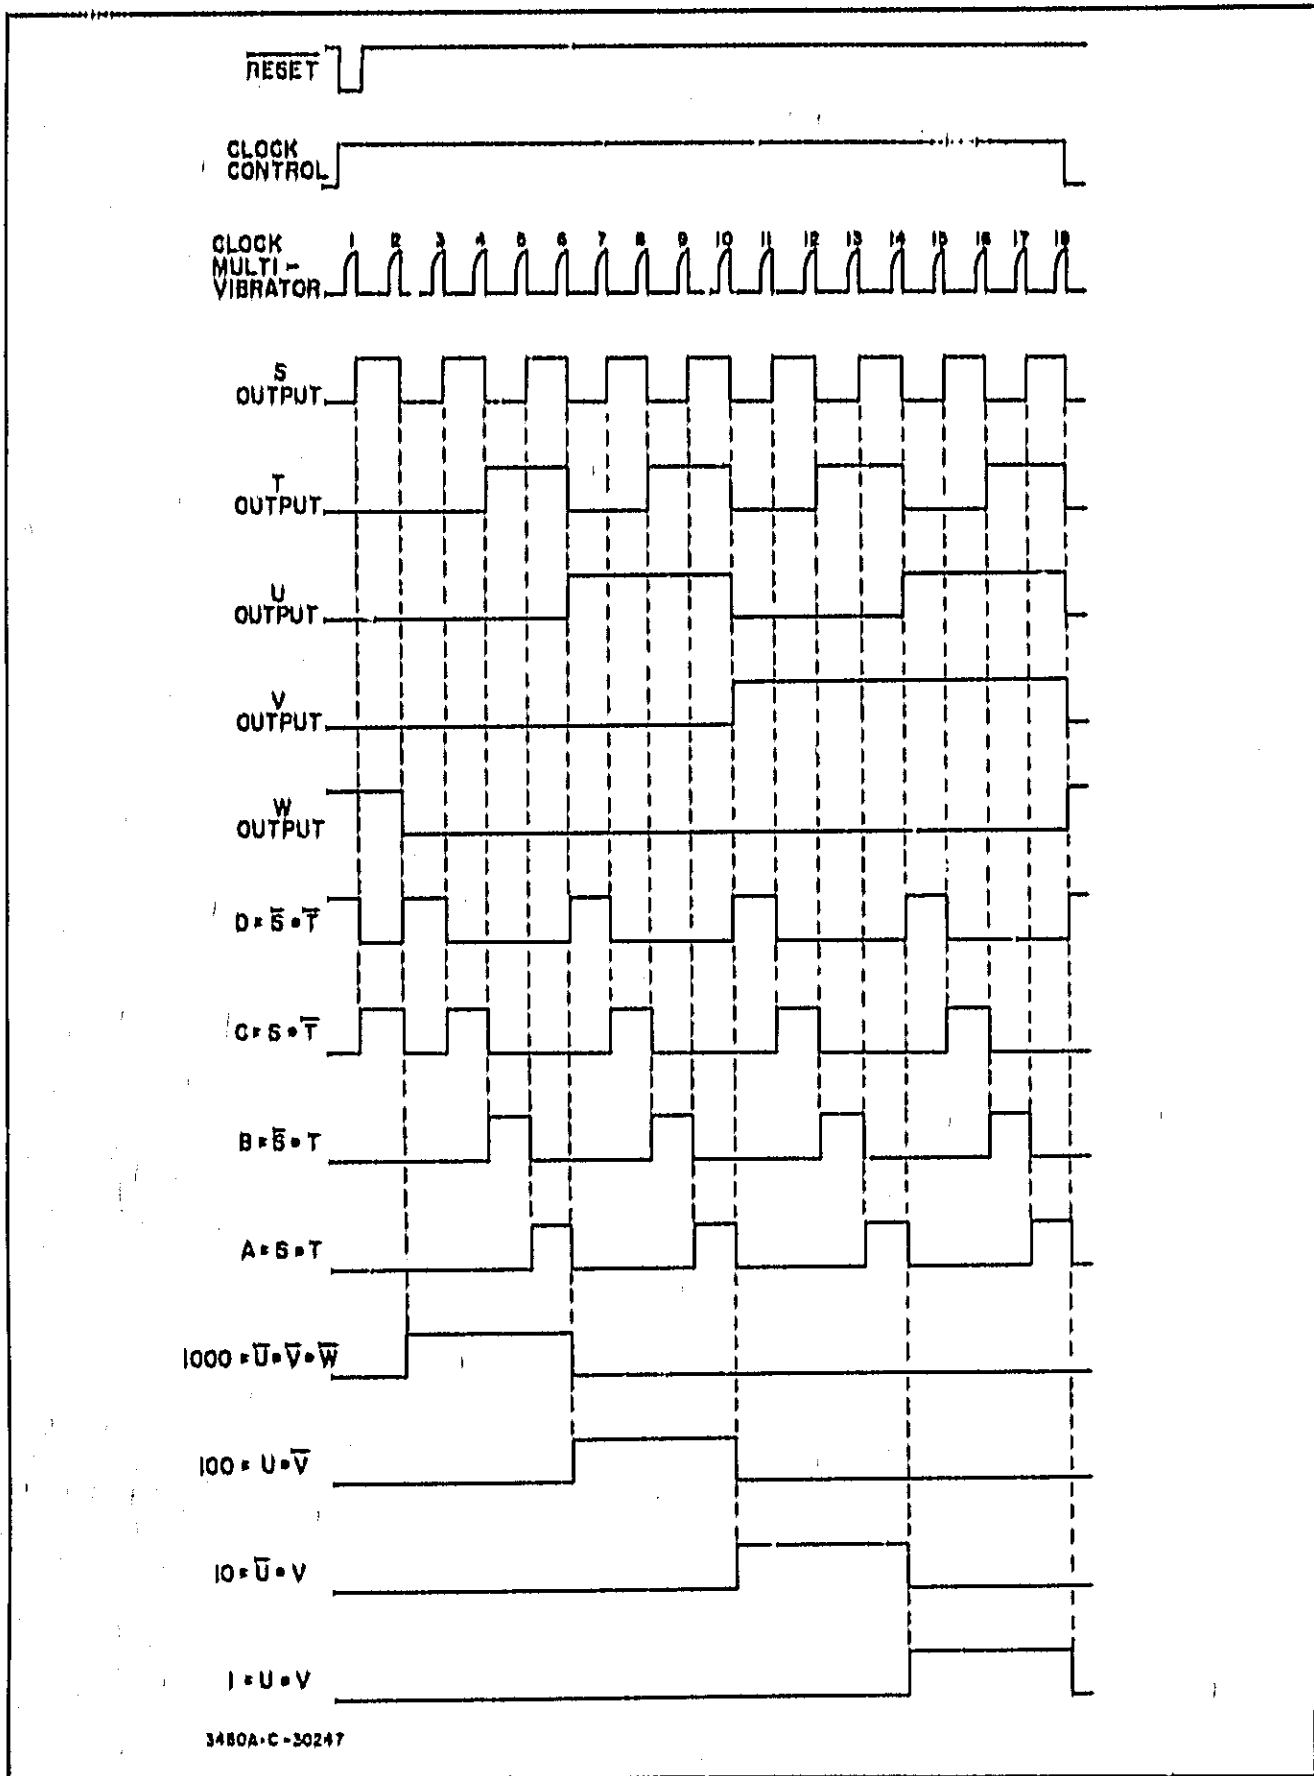 R̅E̅S̅E̅T̅
CLOCK
CONTROL
CLOCK
MULTI-
VIBRATOR
1 2 3 4 5 6 7 8 9 10 11 12 13 14 15 16 17 18
S
OUTPUT
T
OUTPUT
U
OUTPUT
V
OUTPUT
W
OUTPUT
D = S̅ • T̅
C = S • T̅
B = S̅ • T
A = S • T
1000 = U̅ • V̅ • W̅
100 = U • V̅
10 = U̅ • V
1 = U • V
3480A-C-30247